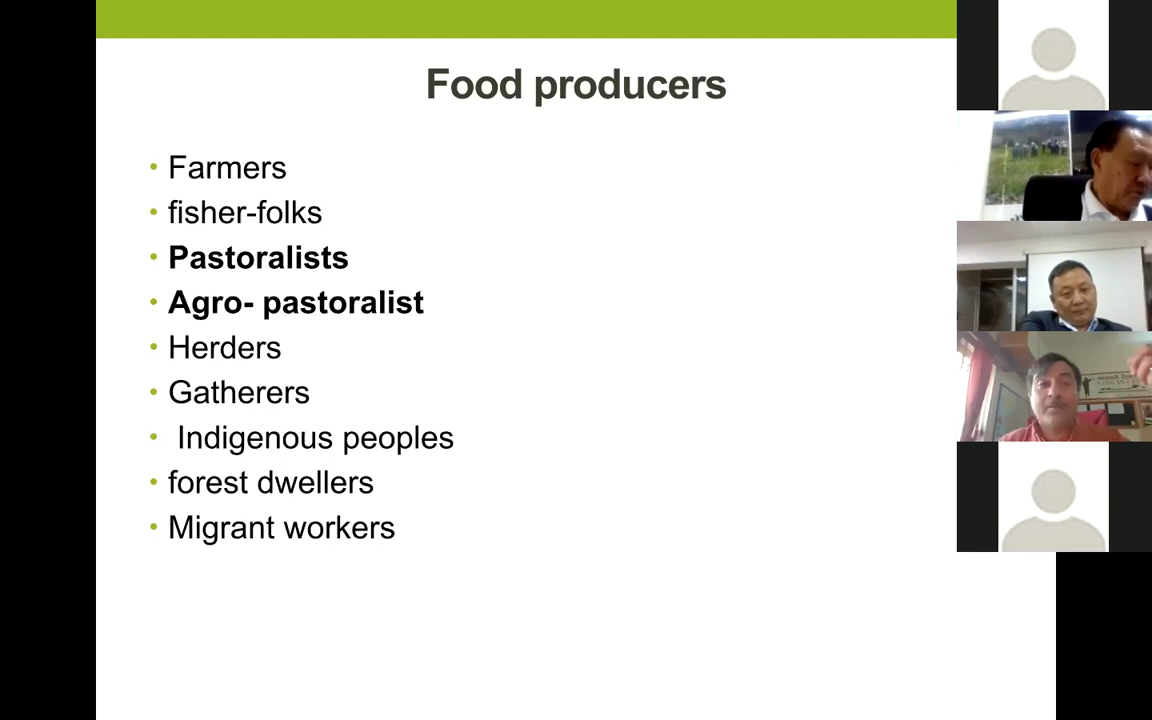 Food producers
• Farmers
• fisher-folks
• Pastoralists
• Agro- pastoralist
• Herders
• Gatherers
• Indigenous peoples
• forest dwellers
• Migrant workers